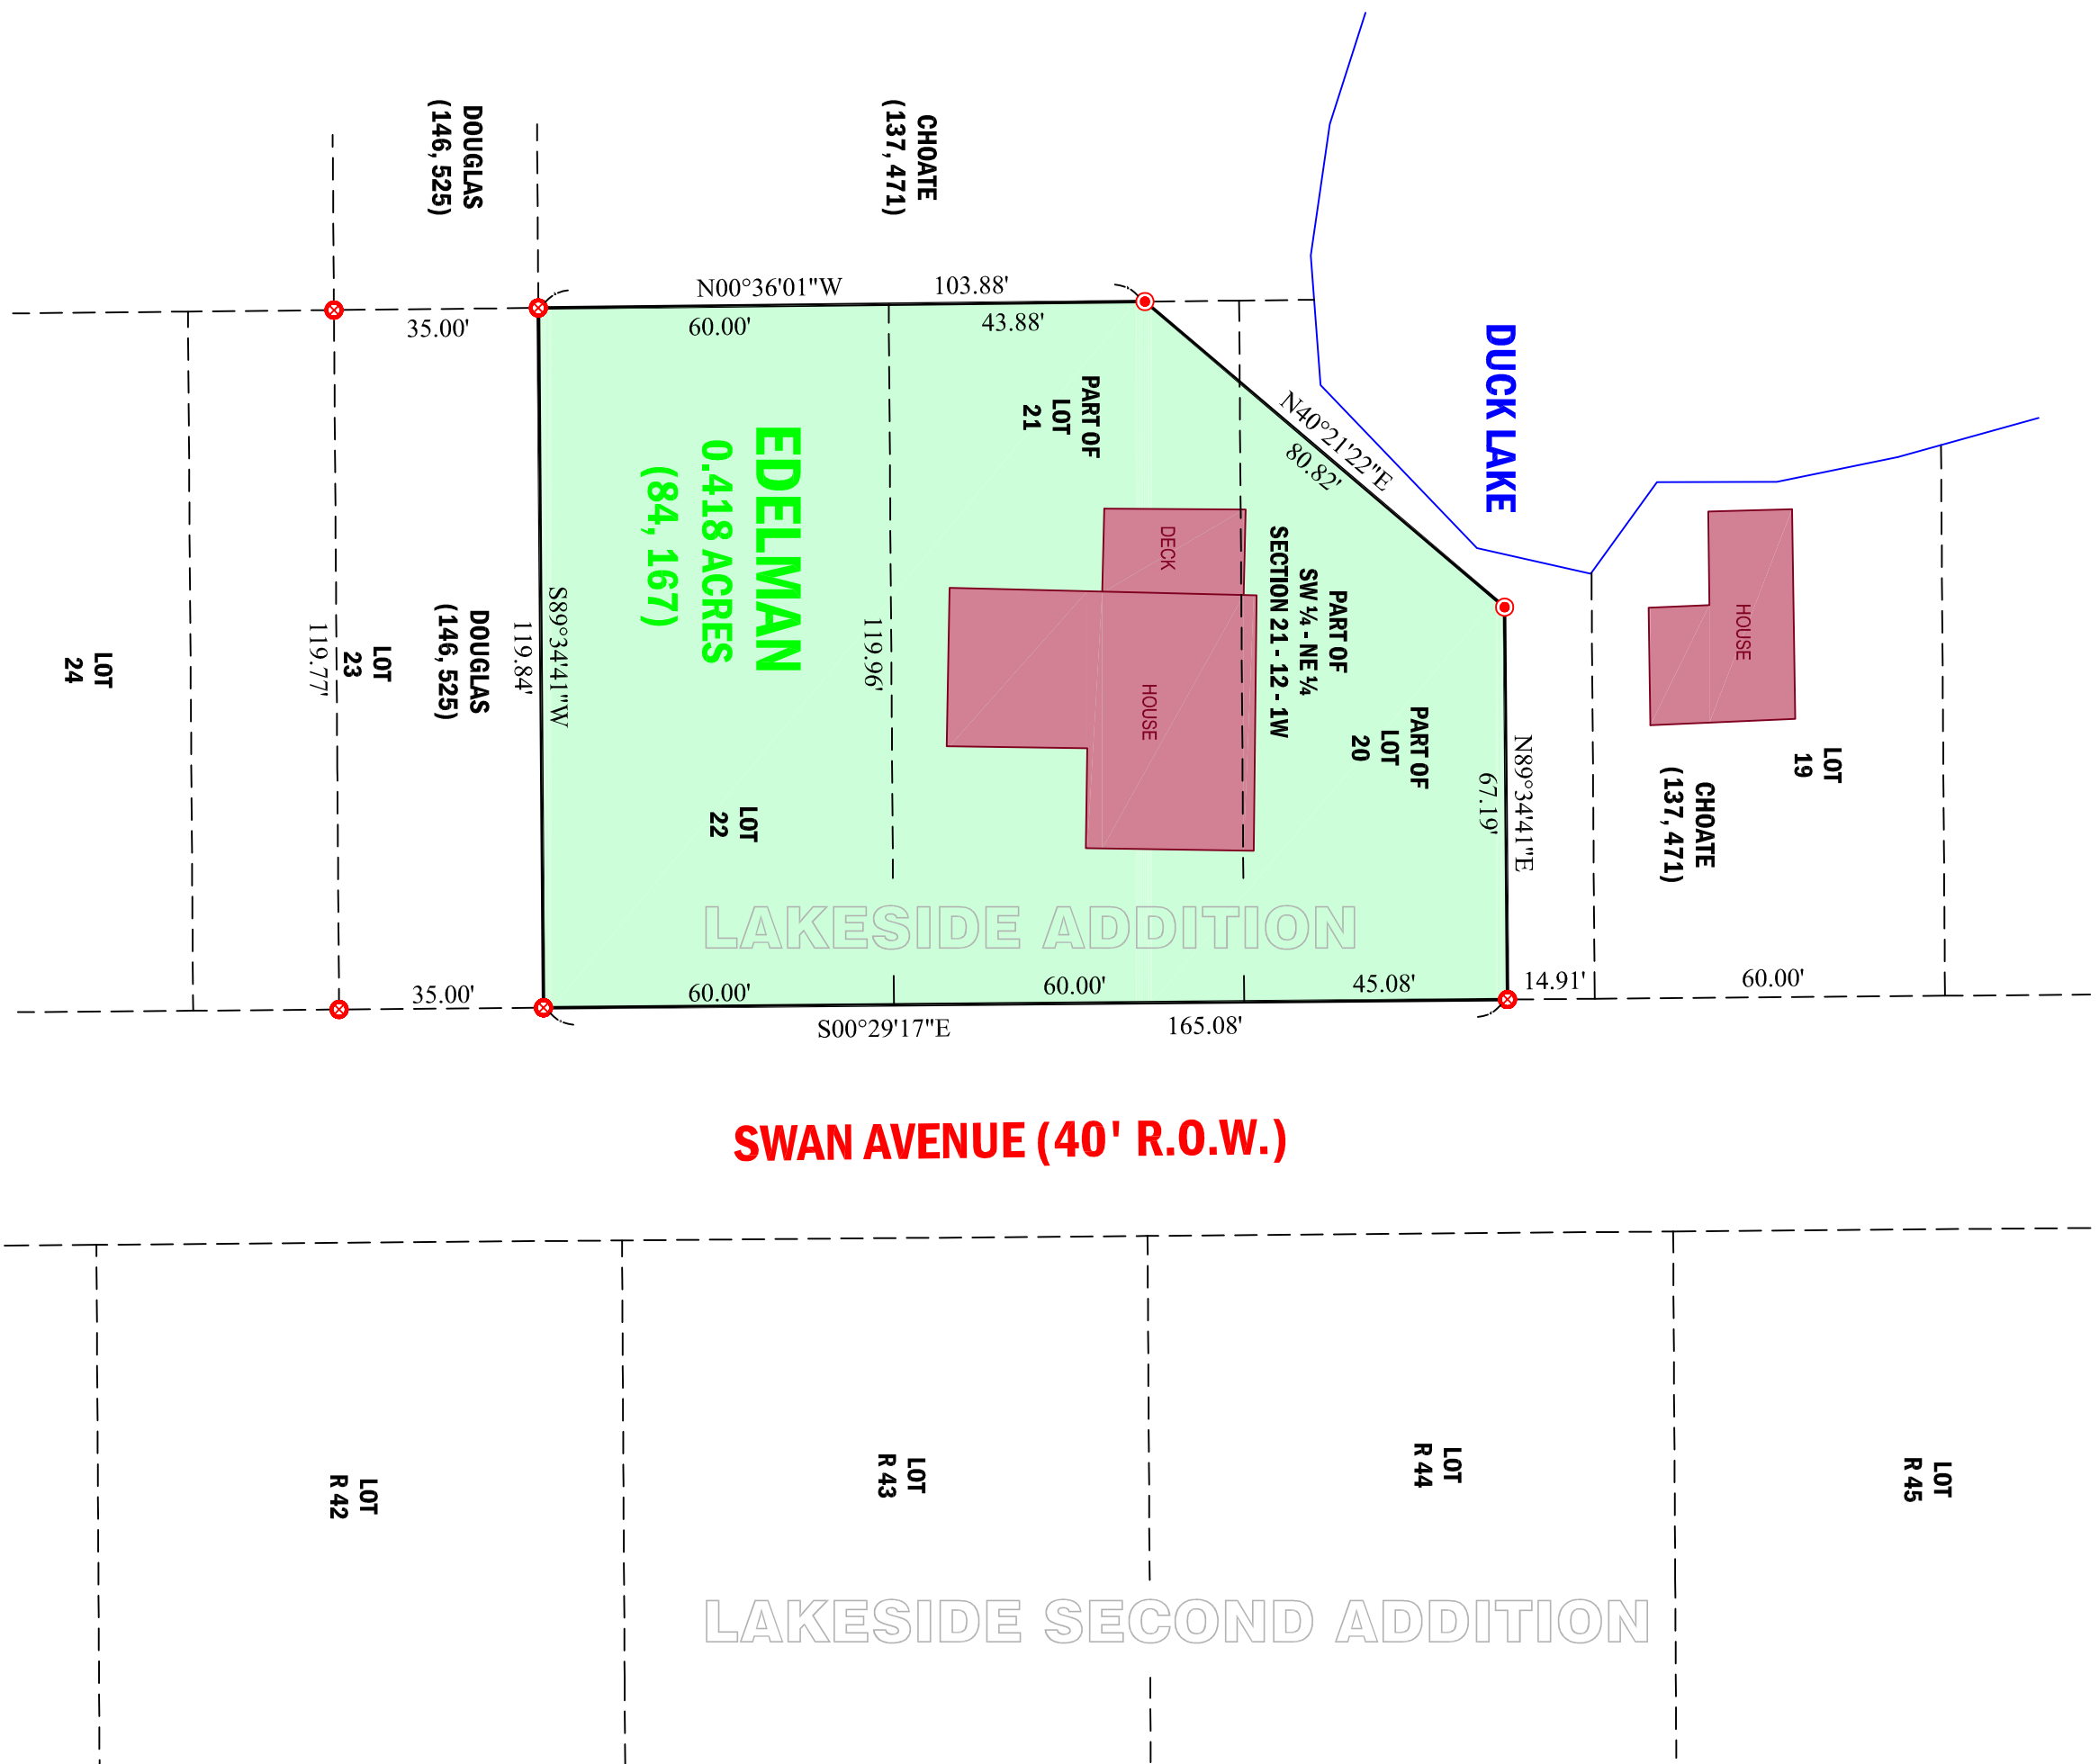 DOUGLAS
(146, 525)
CHOATE
(137, 471)
N00°36'01"W
103.88'
35.00'
60.00'
43.88'
DUCK LAKE
N40°21'22"E
80.82'
PART OF
LOT
21
EDELMAN
0.418 ACRES
(84, 167)
DECK
HOUSE
PART OF
SW ¼ - NE ¼
SECTION 21 - 12 - 1W
PART OF
LOT
20
HOUSE
LOT
19
CHOATE
(137, 471)
N89°34'41"E
67.19'
LOT
24
119.77'
LOT
23
DOUGLAS
(146, 525)
119.84'
S89°34'41"W
119.96'
LOT
22
LAKESIDE ADDITION
35.00'
60.00'
60.00'
45.08'
14.91'
60.00'
S00°29'17"E
165.08'
SWAN AVENUE (40' R.O.W.)
LOT
R 42
LOT
R 43
LOT
R 44
LOT
R 45
LAKESIDE SECOND ADDITION